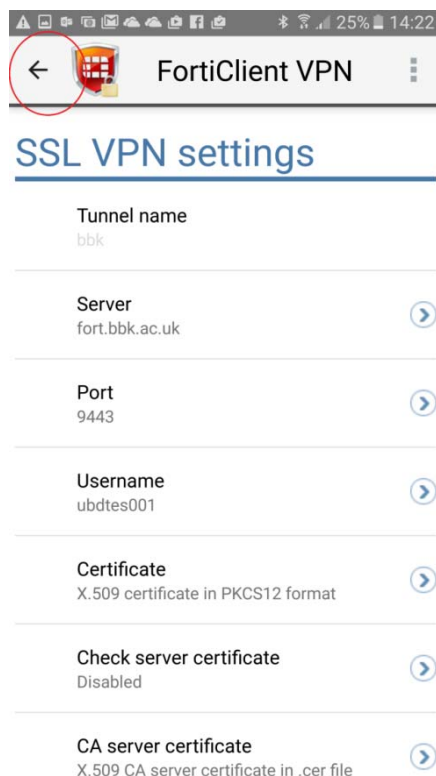 25% 14:22
FortiClient VPN
SSL VPN settings
Tunnel name
bbk
Server
fort.bbk.ac.uk
Port
9443
Username
ubdtes001
Certificate
X.509 certificate in PKCS12 format
Check server certificate
Disabled
CA server certificate
X.509 CA server certificate in .cer file